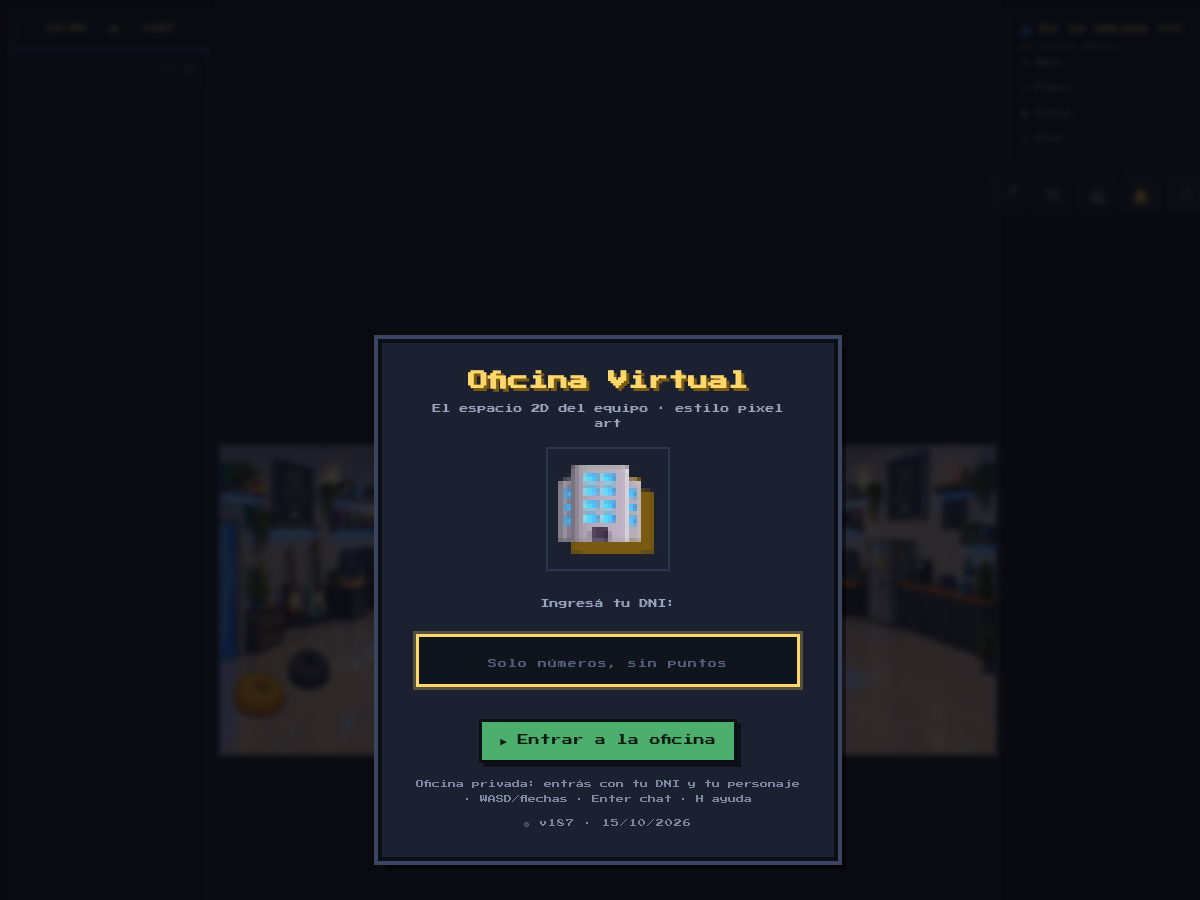 Oficina Virtual
El espacio 2D del equipo · estilo pixel
art
Ingresá tu DNI:
Solo números, sin puntos
▸ Entrar a la oficina
Oficina privada: entrás con tu DNI y tu personaje
· WASD/flechas · Enter chat · H ayuda
v187 · 15/10/2026